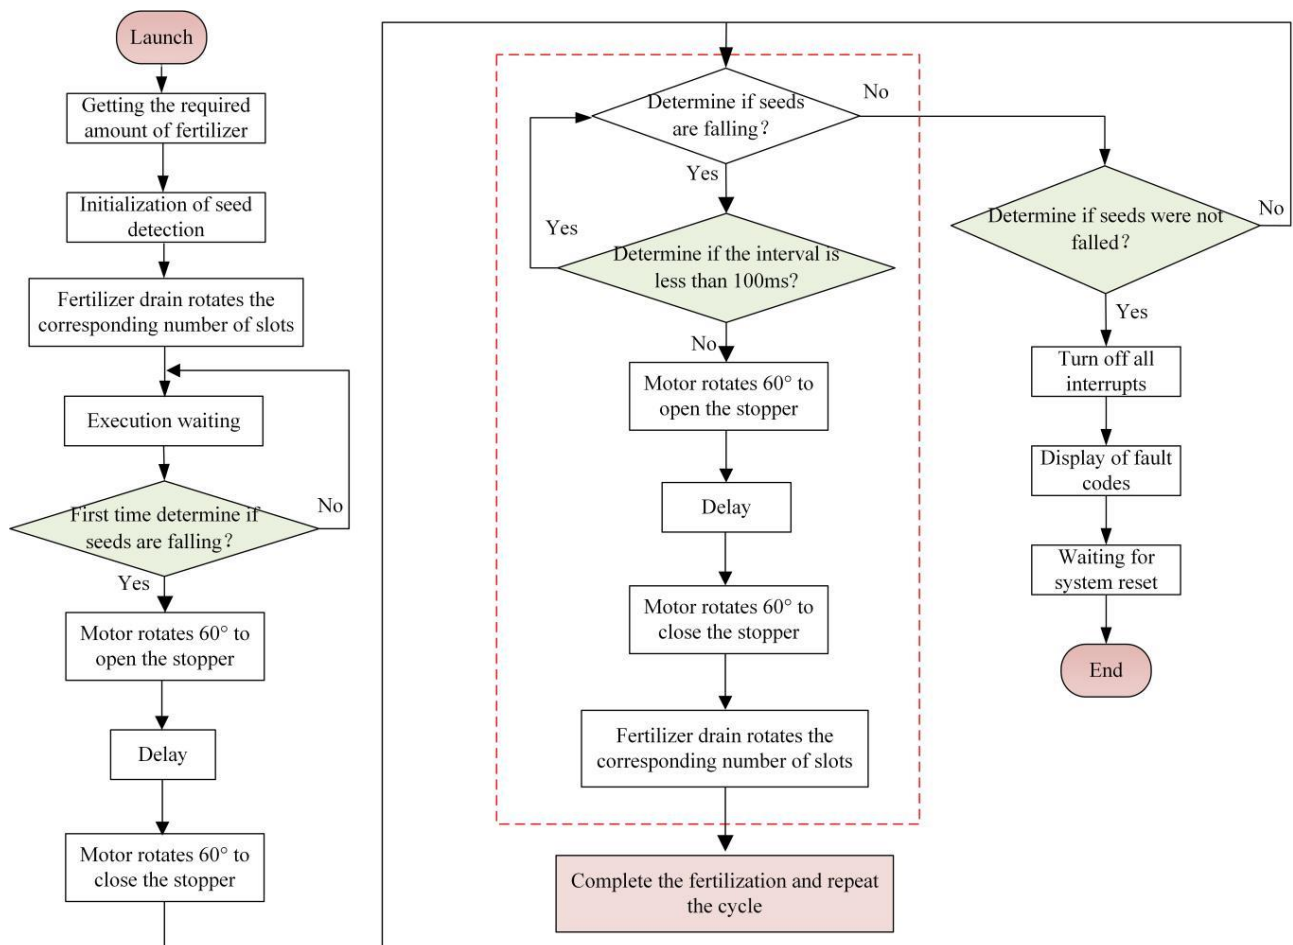 Launch
Getting the required
amount of fertilizer
Initialization of seed
detection
Fertilizer drain rotates the
corresponding number of slots
Execution waiting
First time determine if
seeds are falling?
No
Yes
Motor rotates 60° to
open the stopper
Delay
Motor rotates 60° to
close the stopper
Determine if seeds
are falling?
No
Yes
Determine if the interval is
less than 100ms?
Yes
No
Motor rotates 60° to
open the stopper
Delay
Motor rotates 60° to
close the stopper
Fertilizer drain rotates the
corresponding number of slots
Complete the fertilization and repeat
the cycle
Determine if seeds were not
falled?
No
Yes
Turn off all
interrupts
Display of fault
codes
Waiting for
system reset
End